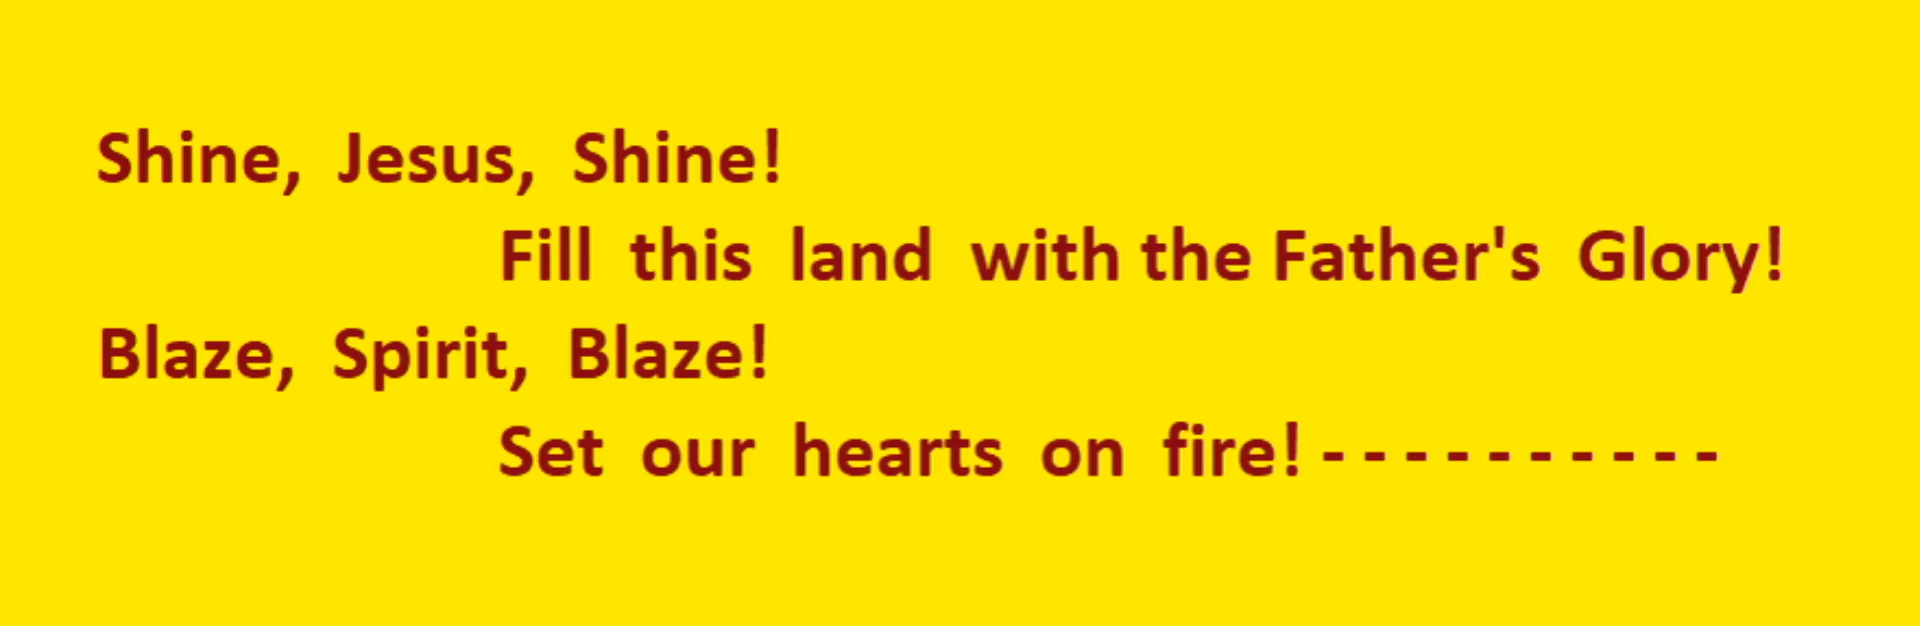 Shine, Jesus, Shine!
Fill this land with the Father's Glory!
Blaze, Spirit, Blaze!
Set our hearts on fire! - - - - - - - - - -